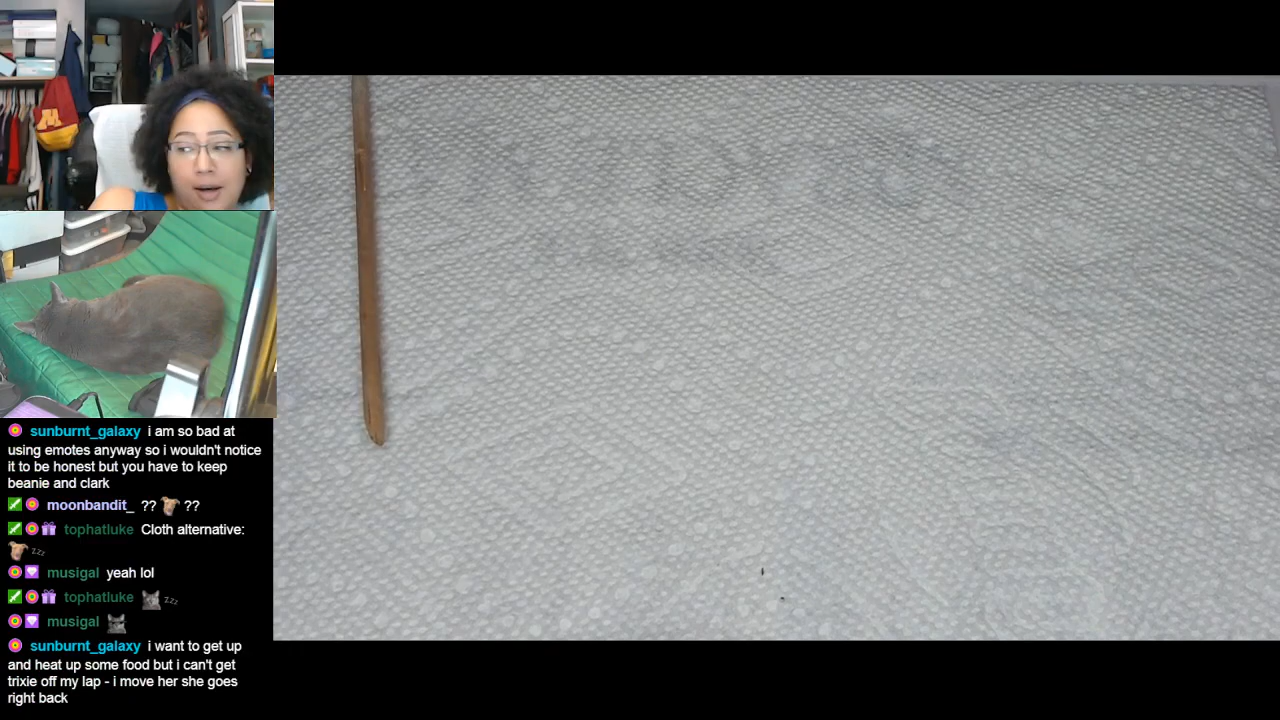 M
sunburnt_galaxy i am so bad at
using emotes anyway so i wouldn't notice
it to be honest but you have to keep
beanie and clark
moonbandit_ ?? ??
tophatluke Cloth alternative:
zzz
musigal yeah lol
tophatluke zzz
musigal
sunburnt_galaxy i want to get up
and heat up some food but i can't get
trixie off my lap - i move her she goes
right back